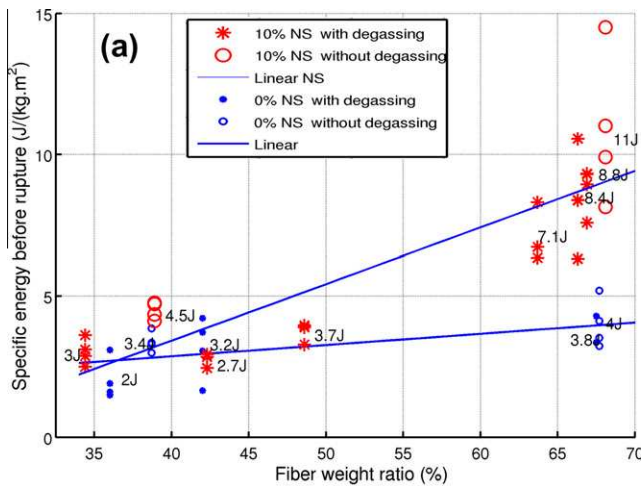 (a)
10% NS with degassing
10% NS without degassing
Linear NS
0% NS with degassing
0% NS without degassing
Linear
Specific energy before rupture (J/(kg.m²)
15
10
5
0
11J
8.8J
8.4J
7.1J
4.5J
3.4J
3J
3.2J
3.7J
4J
3.8J
2J
2.7J
35 40 45 50 55 60 65 70
Fiber weight ratio (%)